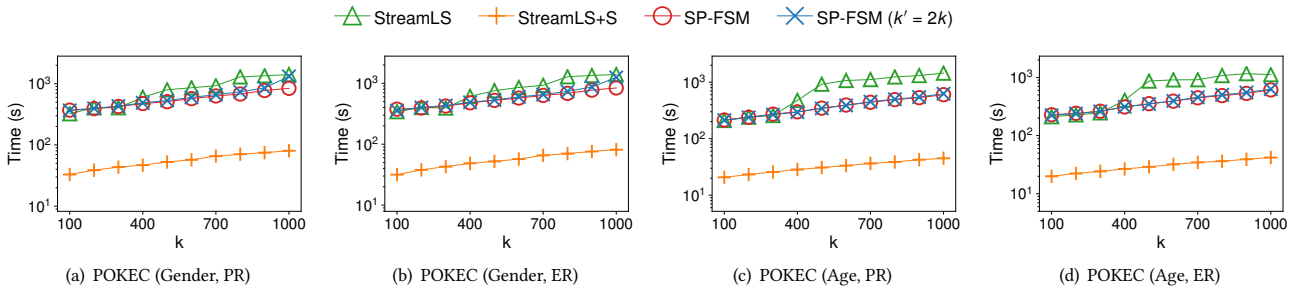 StreamLS StreamLS+S SP-FSM SP-FSM (k′ = 2k)
Time (s)
10³
10²
10¹
100 400 700 1000
k
(a) POKEC (Gender, PR)
Time (s)
10³
10²
10¹
100 400 700 1000
k
(b) POKEC (Gender, ER)
Time (s)
10³
10²
10¹
100 400 700 1000
k
(c) POKEC (Age, PR)
Time (s)
10³
10²
10¹
100 400 700 1000
k
(d) POKEC (Age, ER)